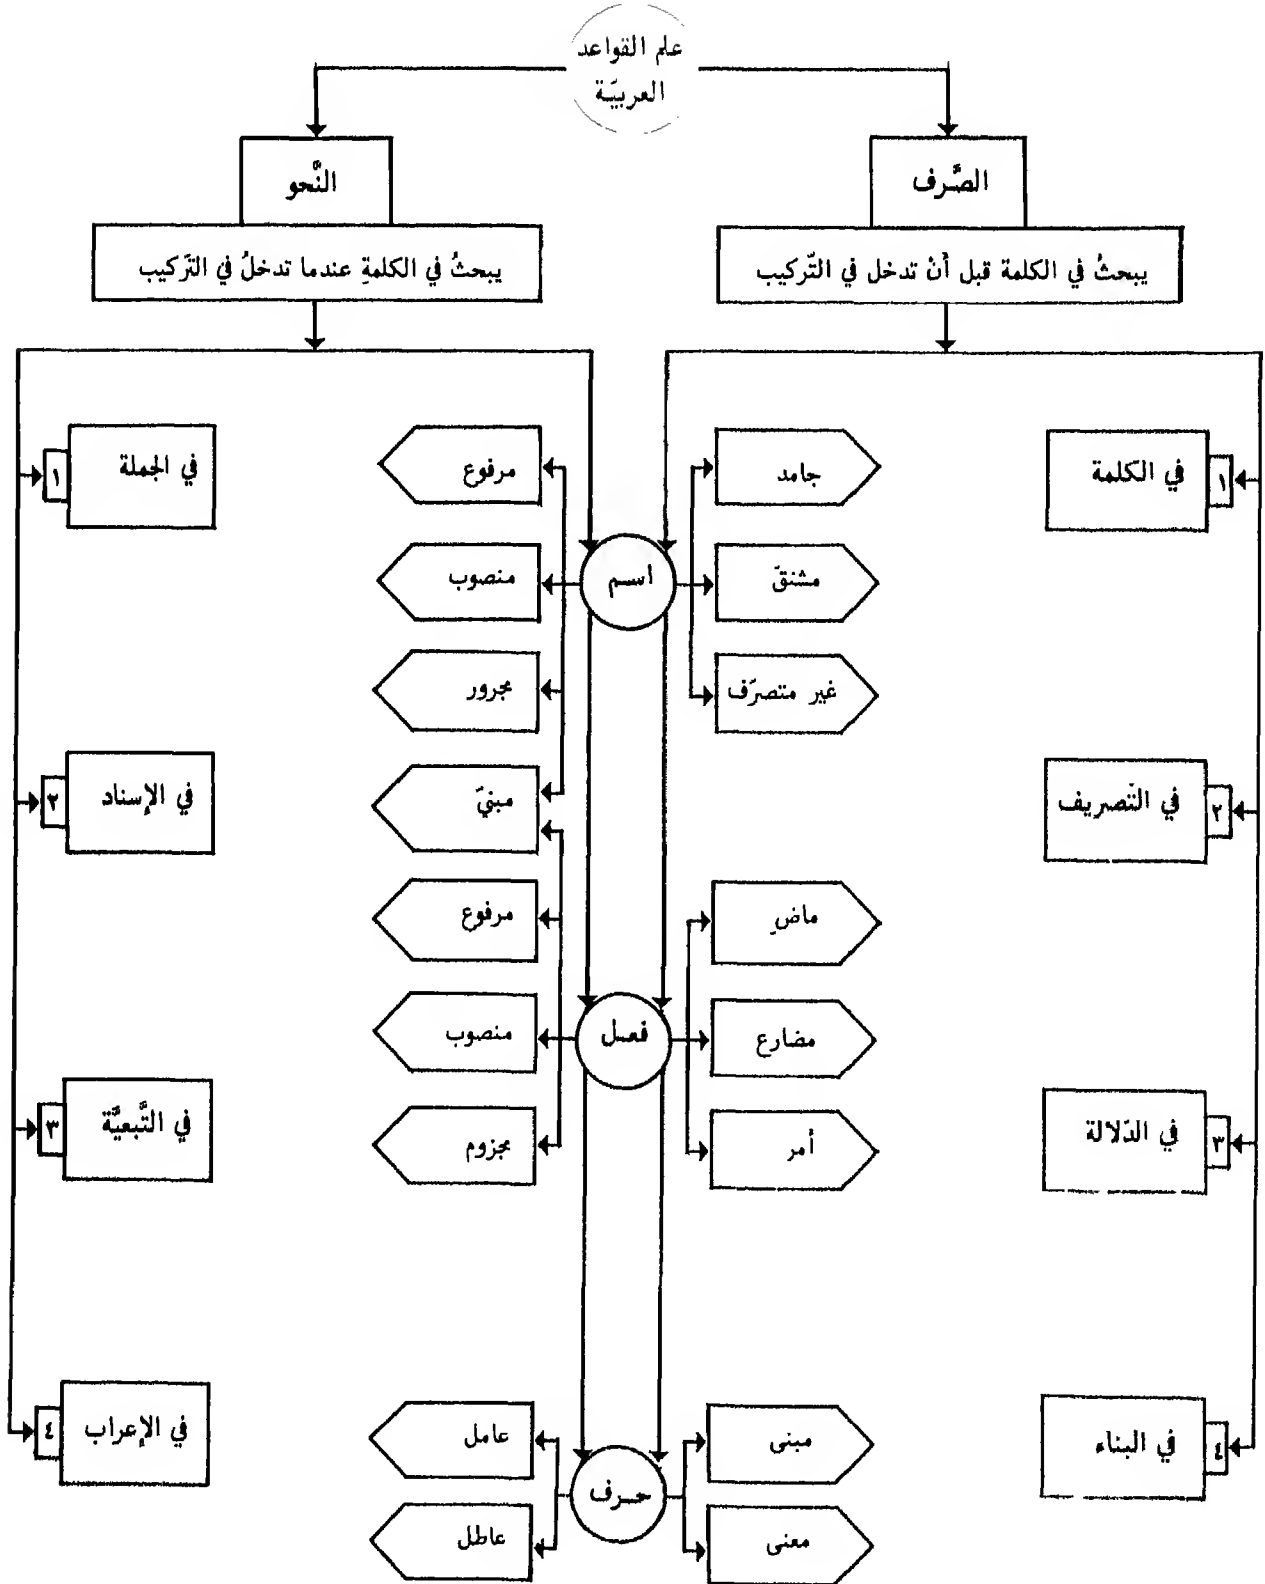 علم القواعد
العربيّة
الصَّرف
يبحثُ في الكلمة قبل أنْ تدخل في التّركيب
النَّحو
يبحثُ في الكلمةِ عندما تدخلُ في التّركيب
١
في الكلمة
٢
في التّصريف
٣
في الدّلالة
٤
في البناء
اسم
جامد
مشتقّ
غير متصرّف
مرفوع
منصوب
مجرور
مبنيّ
فعل
ماضٍ
مضارع
أمر
مرفوع
منصوب
مجزوم
حرف
مبنى
معنى
عامل
عاطل
١
في الجملة
٢
في الإسناد
٣
في التَّبعيَّة
٤
في الإعراب